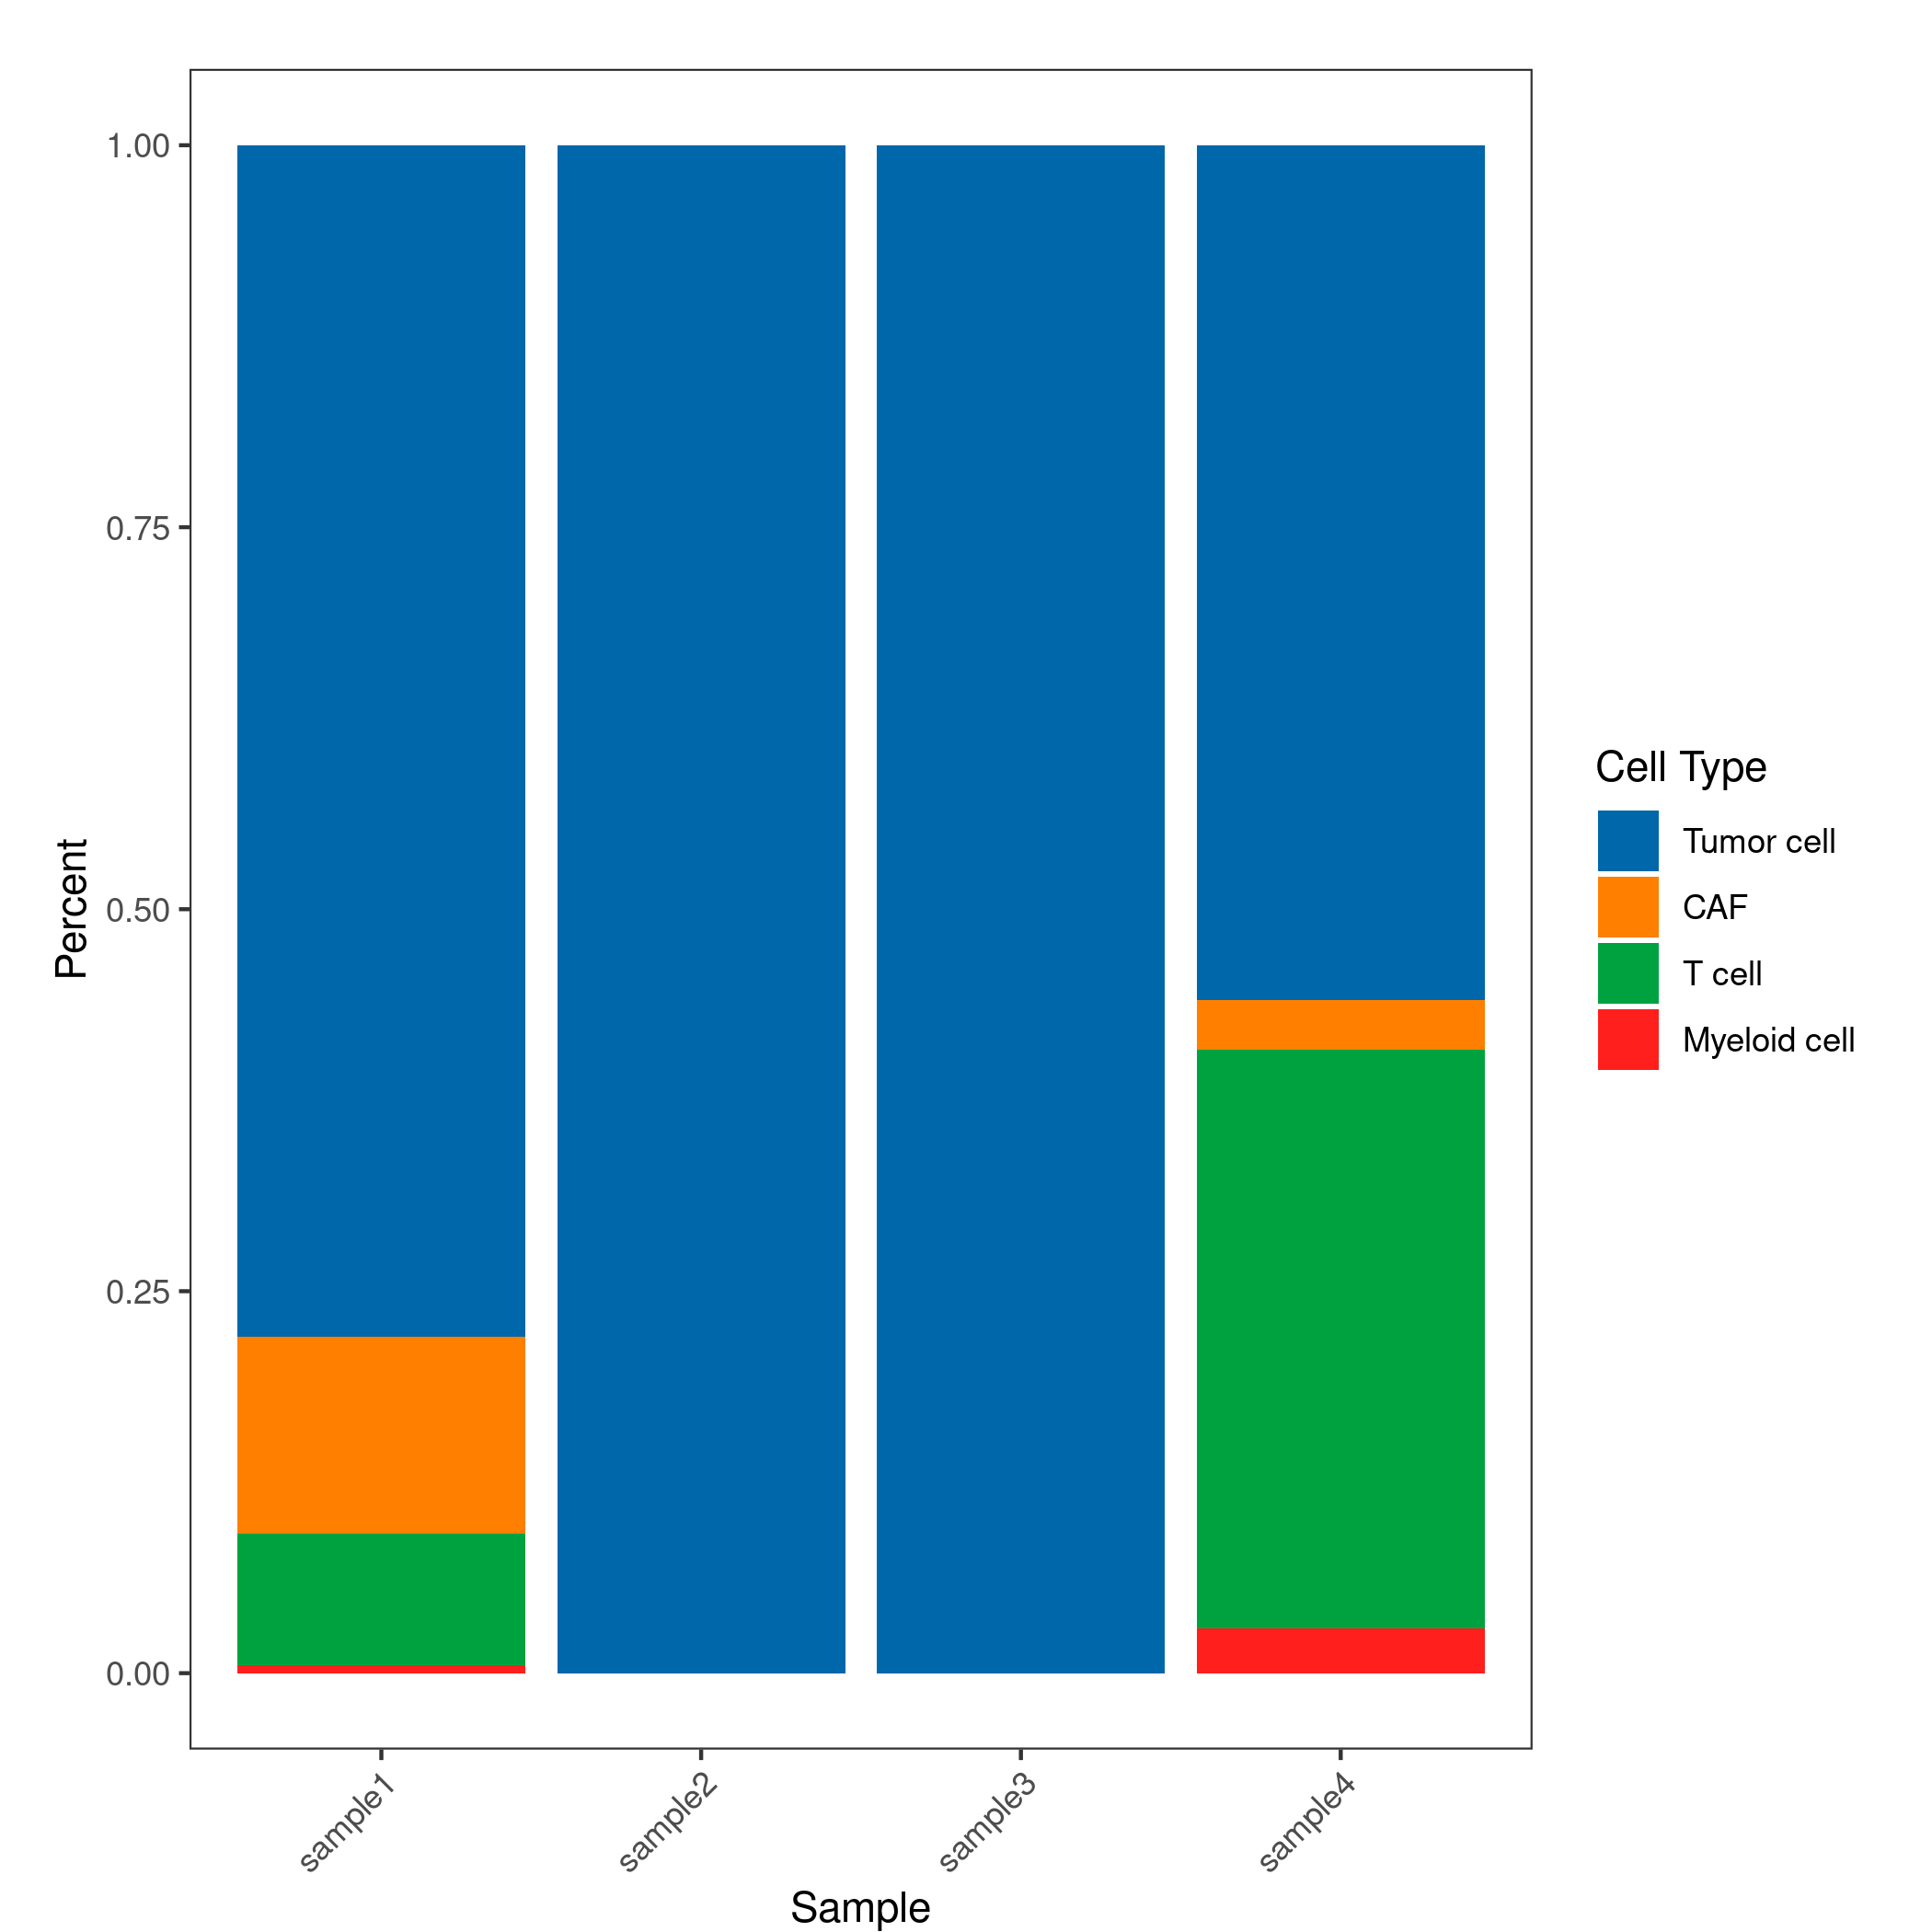 Percent
1.00
0.75
0.50
0.25
0.00
sample1
sample2
sample3
sample4
Sample
Cell Type
Tumor cell
CAF
T cell
Myeloid cell